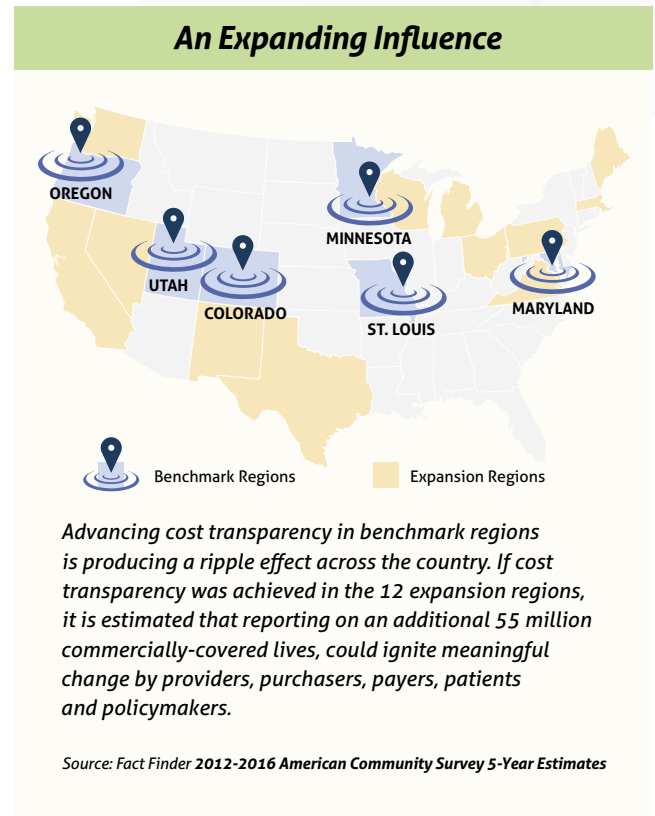 An Expanding Influence
OREGON
MINNESOTA
UTAH
COLORADO
MARYLAND
ST. LOUIS
Benchmark Regions
Expansion Regions
Advancing cost transparency in benchmark regions
is producing a ripple effect across the country. If cost
transparency was achieved in the 12 expansion regions,
it is estimated that reporting on an additional 55 million
commercially-covered lives, could ignite meaningful
change by providers, purchasers, payers, patients
and policymakers.
Source: Fact Finder 2012-2016 American Community Survey 5-Year Estimates